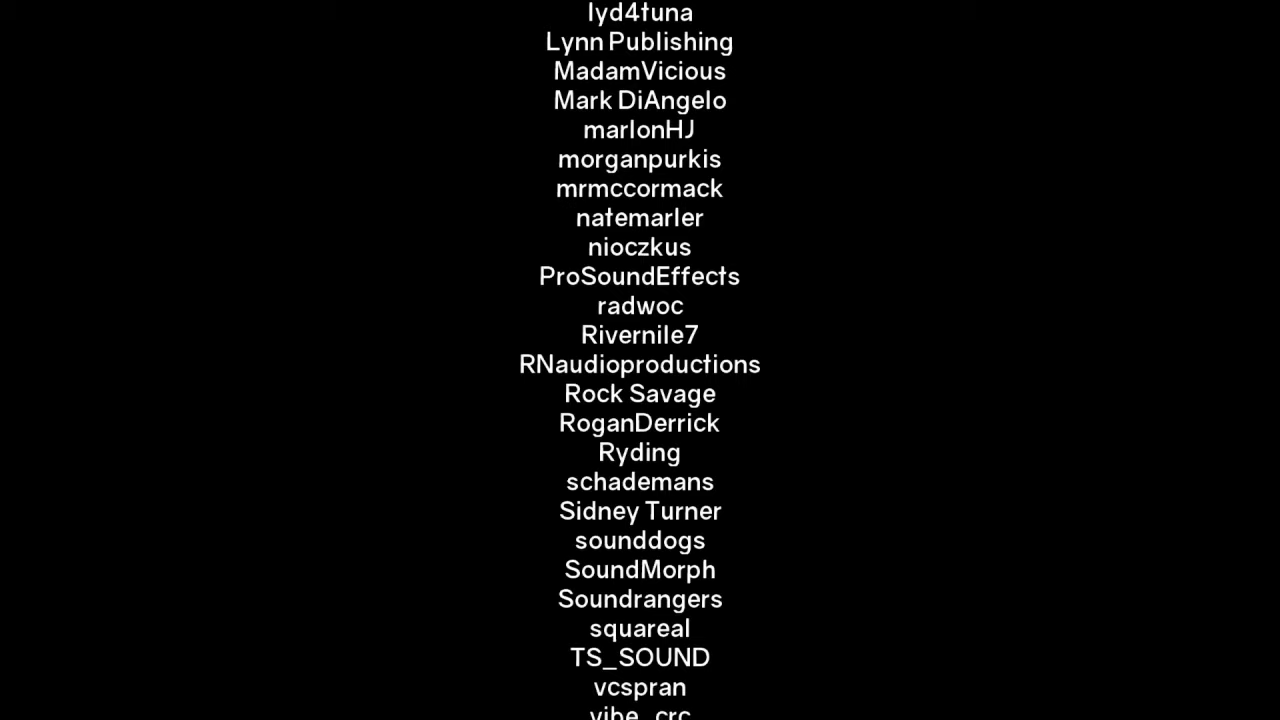 lyd4tuna
Lynn Publishing
MadamVicious
Mark DiAngelo
marlonHJ
morganpurkis
mrmccormack
natemarler
nioczkus
ProSoundEffects
radwoc
Rivernile7
RNaudioproductions
Rock Savage
RoganDerrick
Ryding
schademans
Sidney Turner
sounddogs
SoundMorph
Soundrangers
squareal
TS_SOUND
vcspran
vibe_crc